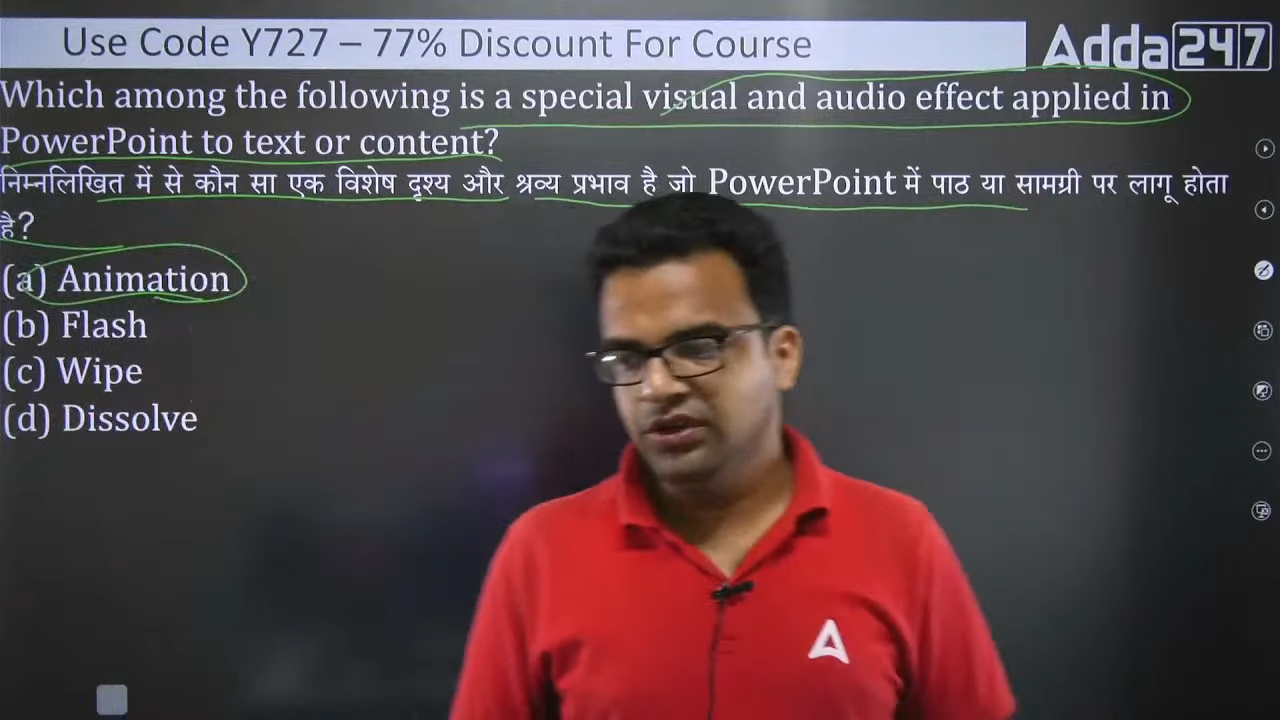 Use Code Y727 – 77% Discount For Course
Adda247
Which among the following is a special visual and audio effect applied in
PowerPoint to text or content?
निम्नलिखित में से कौन सा एक विशेष दृश्य और श्रव्य प्रभाव है जो PowerPoint में पाठ या सामग्री पर लागू होता
है?
(a) Animation
(b) Flash
(c) Wipe
(d) Dissolve